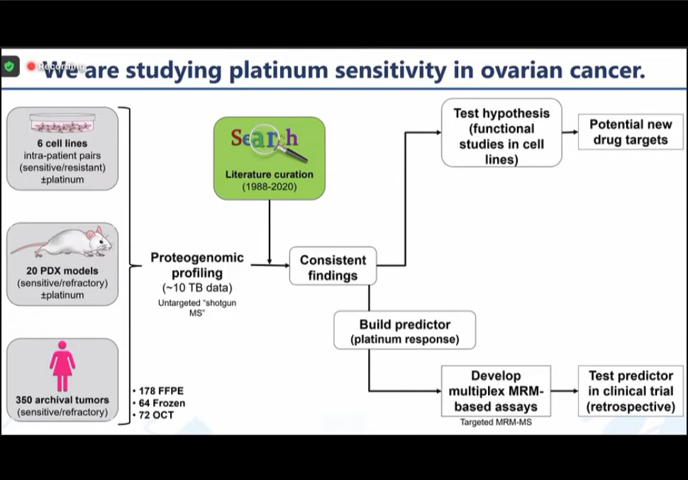 Recording
We are studying platinum sensitivity in ovarian cancer.
6 cell lines
intra-patient pairs
(sensitive/resistant)
±platinum
20 PDX models
(sensitive/refractory)
±platinum
350 archival tumors
(sensitive/refractory)
• 178 FFPE
• 64 Frozen
• 72 OCT
Proteogenomic
profiling
(~10 TB data)
Untargeted "shotgun
MS"
Search
Literature curation
(1988-2020)
Consistent
findings
Test hypothesis
(functional
studies in cell
lines)
Potential new
drug targets
Build predictor
(platinum response)
Develop
multiplex MRM-
based assays
Targeted MRM-MS
Test predictor
in clinical trial
(retrospective)